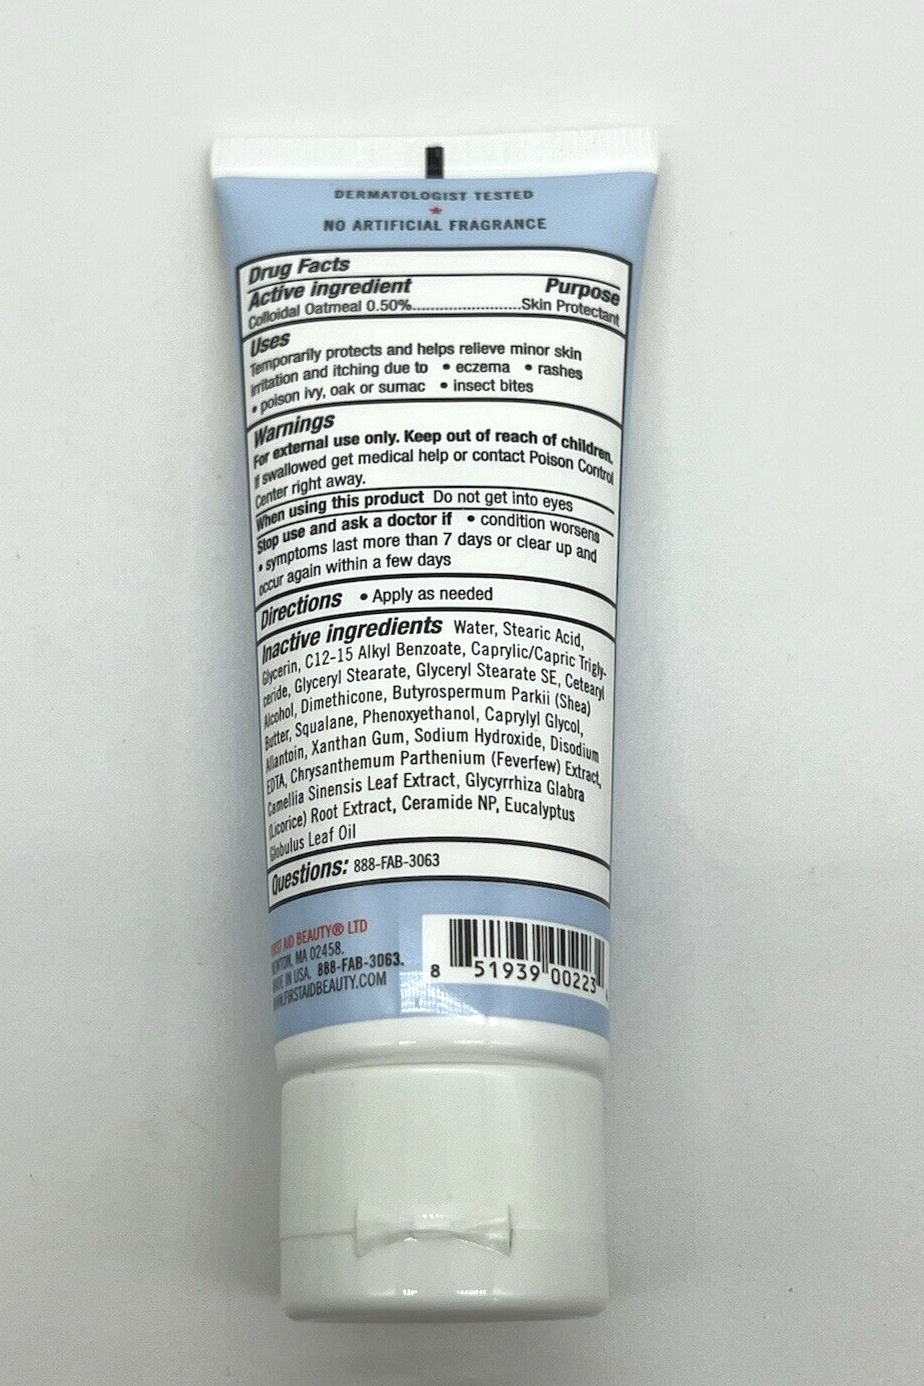 DERMATOLOGIST TESTED
NO ARTIFICIAL FRAGRANCE
Drug Facts
Active ingredient Purpose
Colloidal Oatmeal 0.50%........................Skin Protectant
Uses
Temporarily protects and helps relieve minor skin
irritation and itching due to • eczema • rashes
• poison ivy, oak or sumac • insect bites
Warnings
For external use only. Keep out of reach of children.
If swallowed get medical help or contact Poison Control
Center right away.
When using this product Do not get into eyes
Stop use and ask a doctor if • condition worsens
• symptoms last more than 7 days or clear up and
occur again within a few days
Directions • Apply as needed
Inactive ingredients Water, Stearic Acid,
Glycerin, C12-15 Alkyl Benzoate, Caprylic/Capric Trigly-
ceride, Glyceryl Stearate, Glyceryl Stearate SE, Cetearyl
Alcohol, Dimethicone, Butyrospermum Parkii (Shea)
Butter, Squalane, Phenoxyethanol, Caprylyl Glycol,
Allantoin, Xanthan Gum, Sodium Hydroxide, Disodium
EDTA, Chrysanthemum Parthenium (Feverfew) Extract,
Camellia Sinensis Leaf Extract, Glycyrrhiza Glabra
(Licorice) Root Extract, Ceramide NP, Eucalyptus
Globulus Leaf Oil
Questions: 888-FAB-3063
FIRST AID BEAUTY® LTD
NEWTON, MA 02458.
MADE IN USA. 888-FAB-3063.
WWW.FIRSTAIDBEAUTY.COM
8 51939 00223